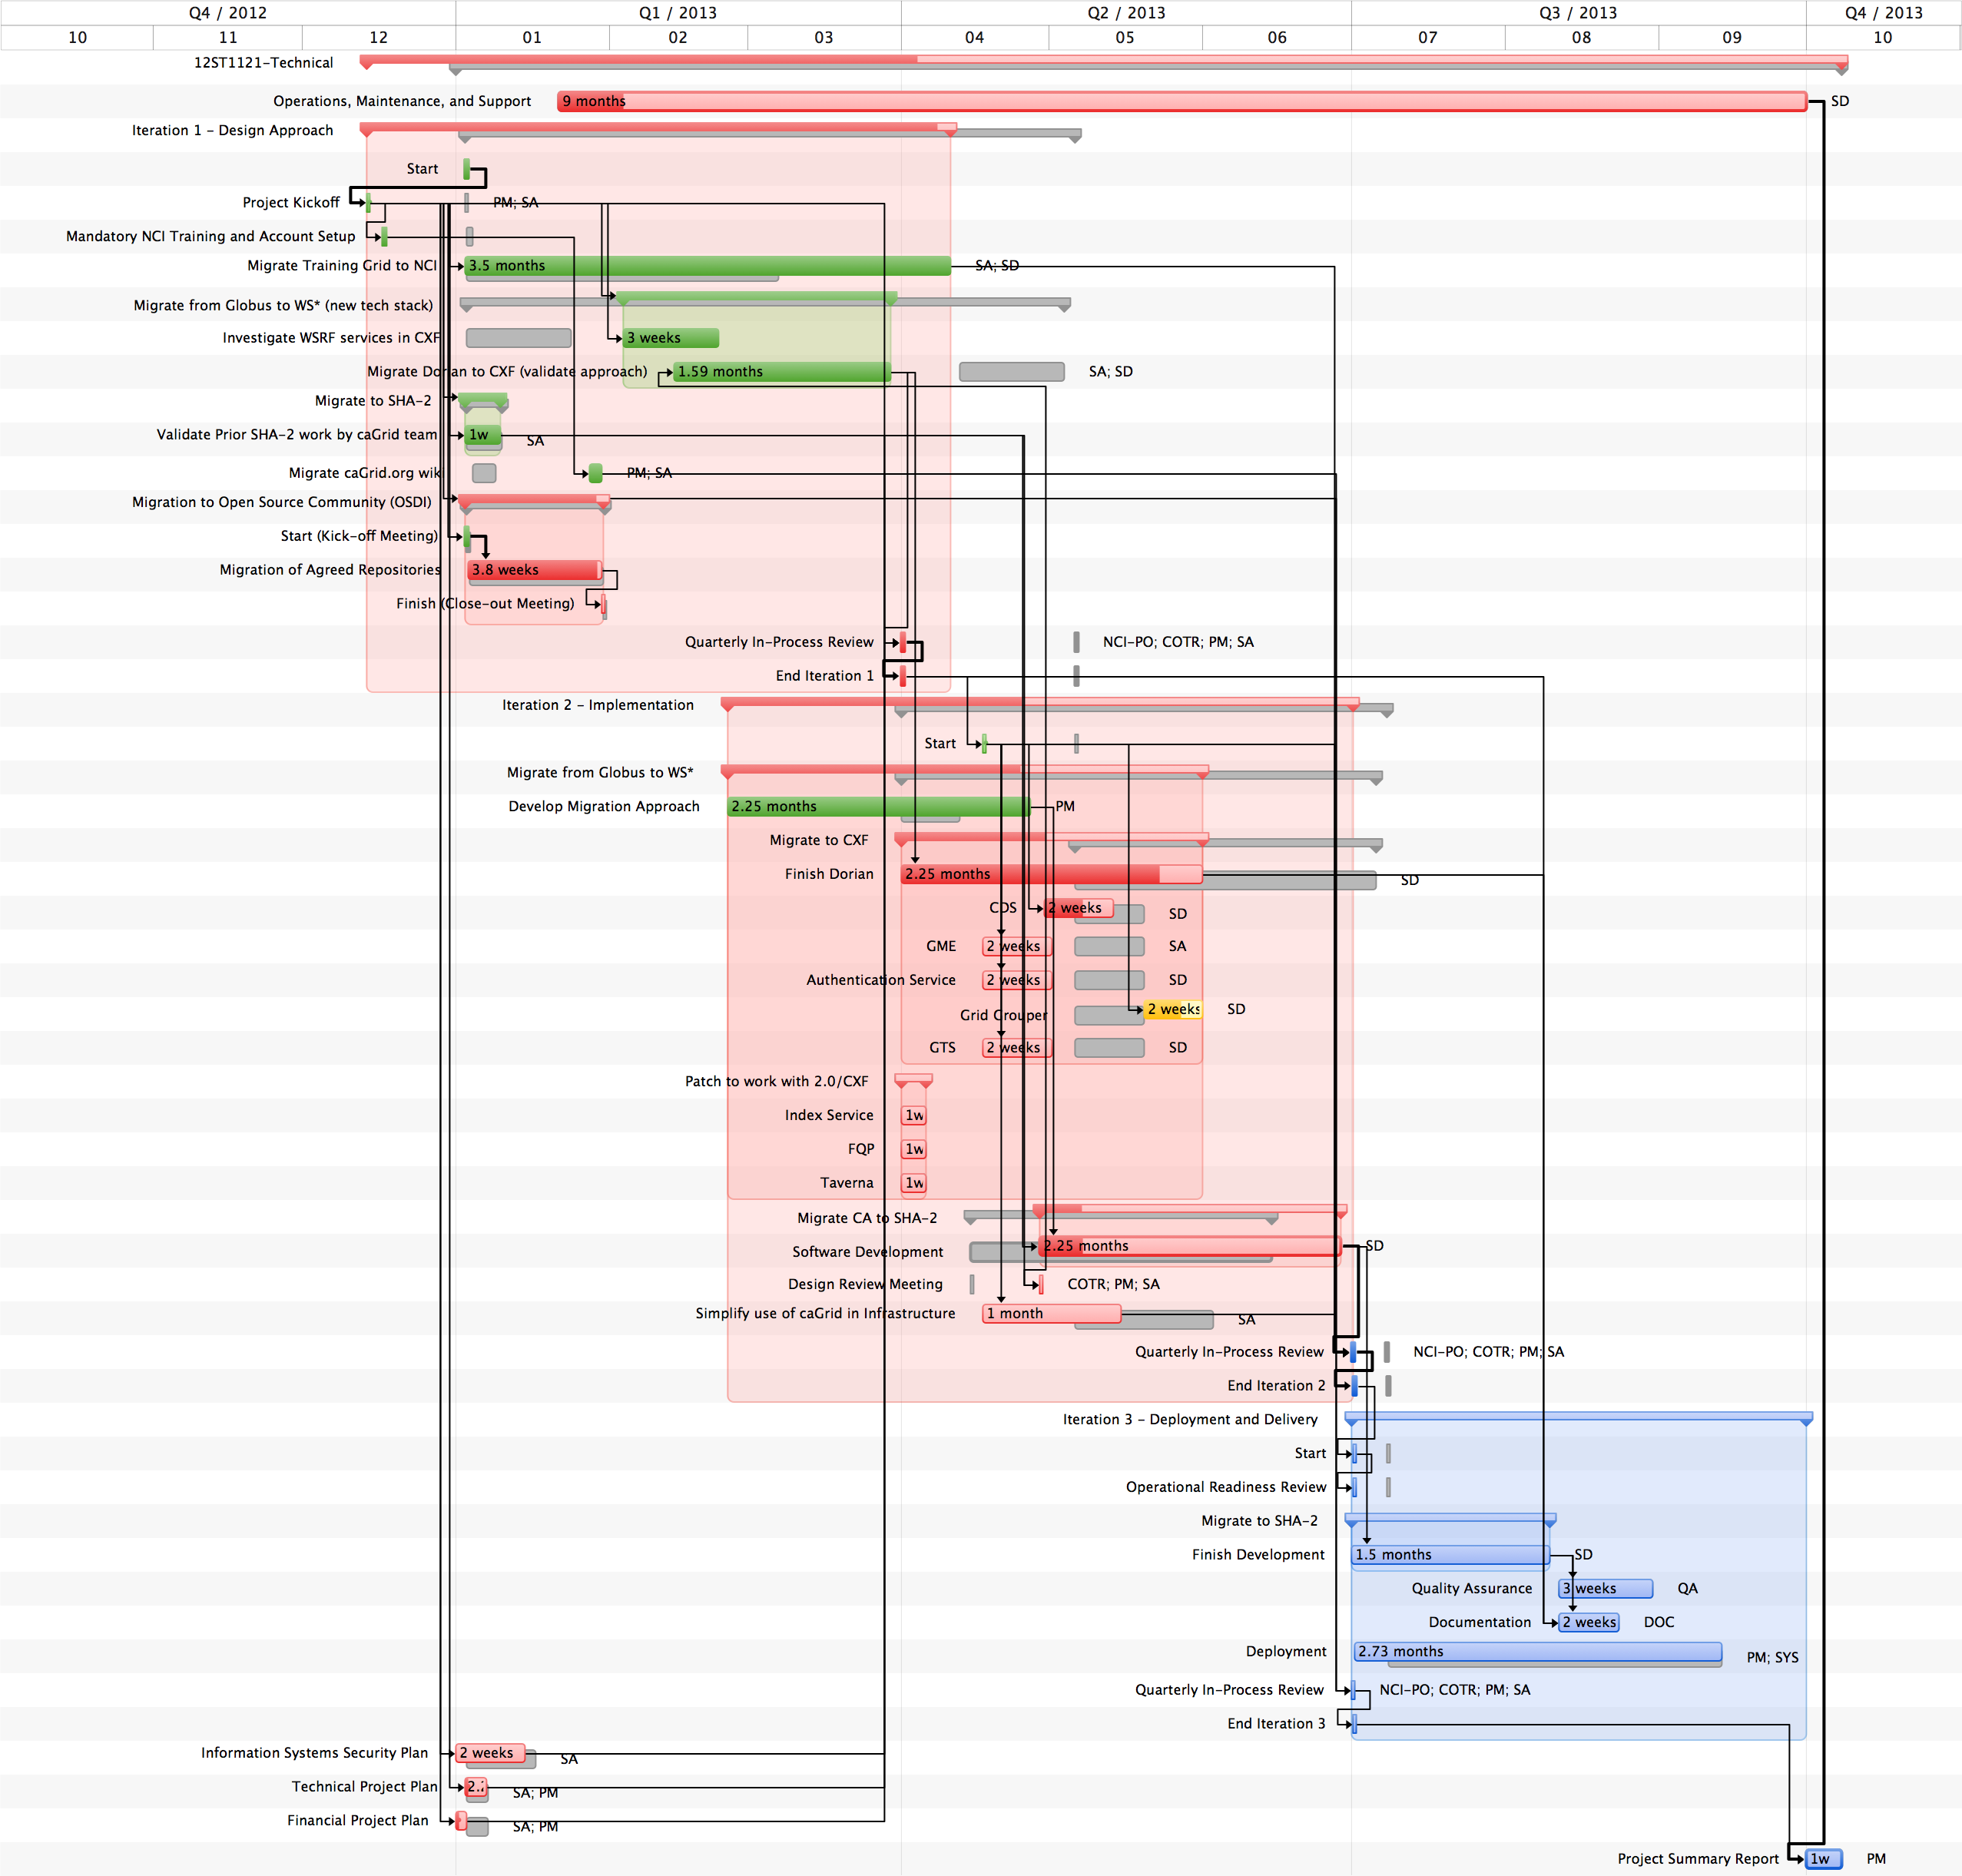 Q4 / 2012 Q1 / 2013 Q2 / 2013 Q3 / 2013 Q4 / 2013
10 11 12 01 02 03 04 05 06 07 08 09 10
12ST1121-Technical
Operations, Maintenance, and Support 9 months SD
Iteration 1 - Design Approach
Start
Project Kickoff PM; SA
Mandatory NCI Training and Account Setup
Migrate Training Grid to NCI 3.5 months SA; SD
Migrate from Globus to WS* (new tech stack)
Investigate WSRF services in CXF 3 weeks
Migrate Dorian to CXF (validate approach) 1.59 months SA; SD
Migrate to SHA-2
Validate Prior SHA-2 work by caGrid team 1w SA
Migrate caGrid.org wik PM; SA
Migration to Open Source Community (OSDI)
Start (Kick-off Meeting)
Migration of Agreed Repositories 3.8 weeks
Finish (Close-out Meeting)
Quarterly In-Process Review NCI-PO; COTR; PM; SA
End Iteration 1
Iteration 2 - Implementation
Start
Migrate from Globus to WS*
Develop Migration Approach 2.25 months PM
Migrate to CXF
Finish Dorian 2.25 months SD
CDS 2 weeks SD
GME 2 weeks SA
Authentication Service 2 weeks SD
Grid Grouper 2 weeks SD
GTS 2 weeks SD
Patch to work with 2.0/CXF
Index Service 1w
FQP 1w
Taverna 1w
Migrate CA to SHA-2
Software Development 2.25 months SD
Design Review Meeting COTR; PM; SA
Simplify use of caGrid in Infrastructure 1 month SA
Quarterly In-Process Review NCI-PO; COTR; PM; SA
End Iteration 2
Iteration 3 - Deployment and Delivery
Start
Operational Readiness Review
Migrate to SHA-2
Finish Development 1.5 months SD
Quality Assurance 3 weeks QA
Documentation 2 weeks DOC
Deployment 2.73 months PM; SYS
Quarterly In-Process Review NCI-PO; COTR; PM; SA
End Iteration 3
Information Systems Security Plan 2 weeks SA
Technical Project Plan SA; PM
Financial Project Plan SA; PM
Project Summary Report 1w PM